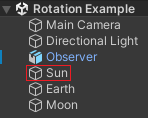 Rotation Example
Main Camera
Directional Light
Observer
Sun
Earth
Moon